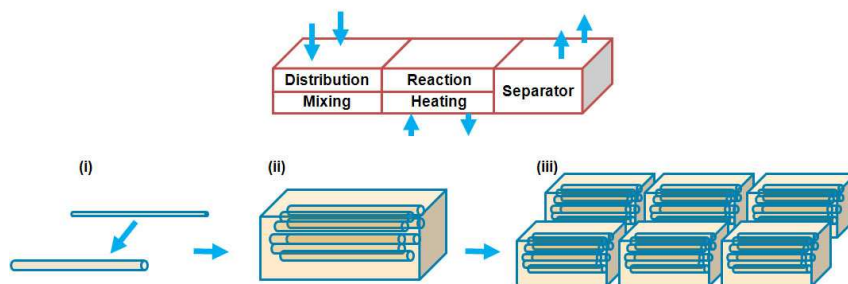 Distribution Reaction
Separator
Mixing Heating
(i) (ii) (iii)